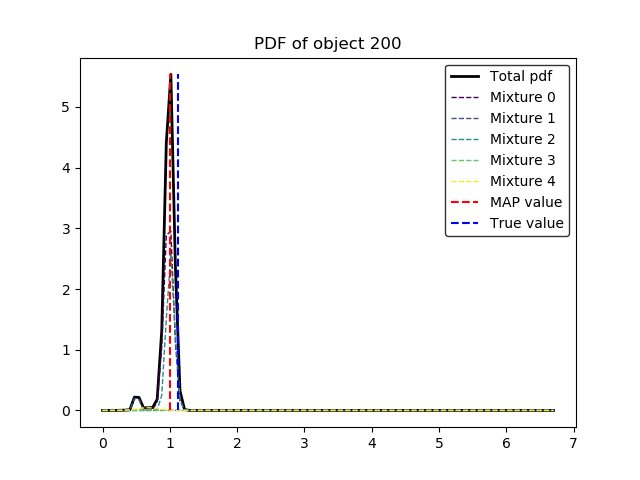 PDF of object 200
Total pdf
Mixture 0
Mixture 1
Mixture 2
Mixture 3
Mixture 4
MAP value
True value
5
4
3
2
1
0
0 1 2 3 4 5 6 7